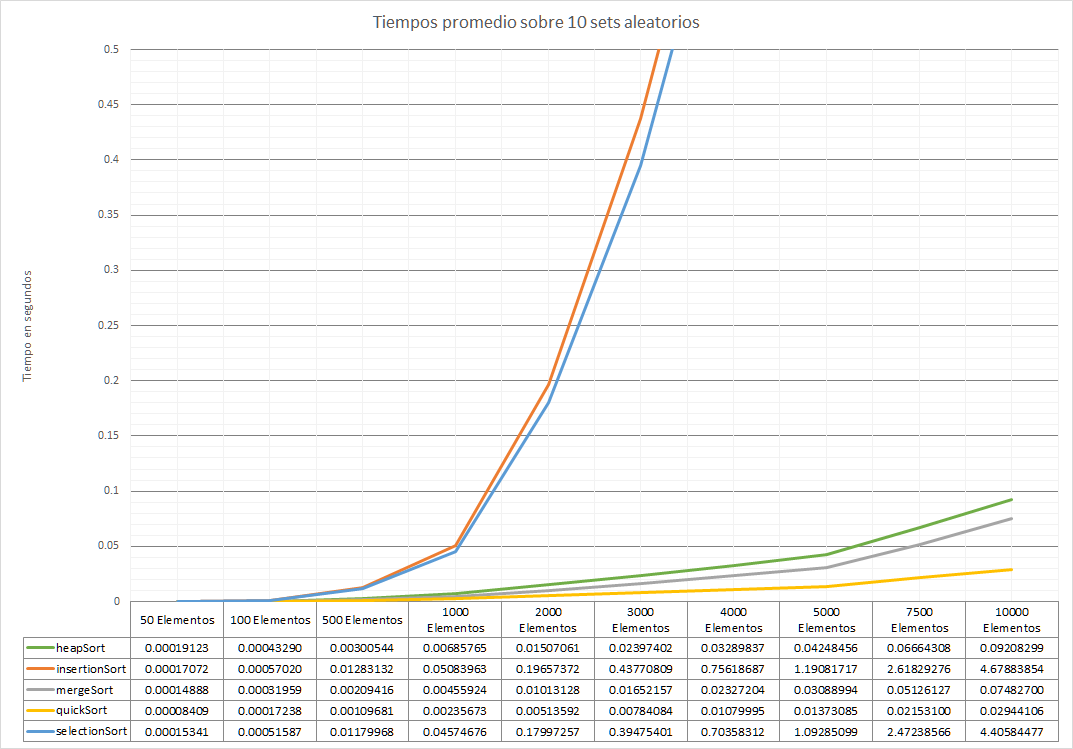 Tiempos promedio sobre 10 sets aleatorios
0.5
0.45
0.4
0.35
0.3
0.25
0.2
0.15
0.1
0.05
0
Tiempo en segundos
50 Elementos 100 Elementos 500 Elementos 1000 Elementos 2000 Elementos 3000 Elementos 4000 Elementos 5000 Elementos 7500 Elementos 10000 Elementos
heapSort 0.00019123 0.00043290 0.00300544 0.00685765 0.01507061 0.02397402 0.03289837 0.04248456 0.06664308 0.09208299
insertionSort 0.00017072 0.00057020 0.01283132 0.05083963 0.19657372 0.43770809 0.75618687 1.19081717 2.61829276 4.67883854
mergeSort 0.00014888 0.00031959 0.00209416 0.00455924 0.01013128 0.01652157 0.02327204 0.03088994 0.05126127 0.07482700
quickSort 0.00008409 0.00017238 0.00109681 0.00235673 0.00513592 0.00784084 0.01079995 0.01373085 0.02153100 0.02944106
selectionSort 0.00015341 0.00051587 0.01179968 0.04574676 0.17997257 0.39475401 0.70358312 1.09285099 2.47238566 4.40584477